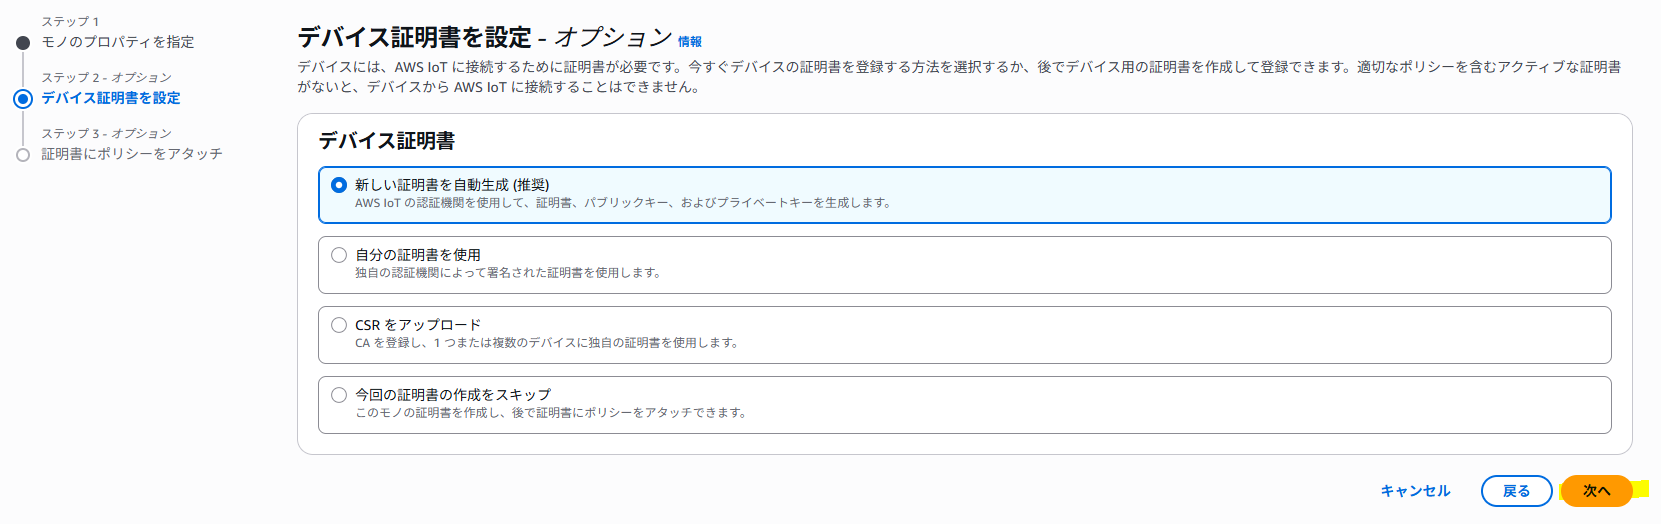 ステップ 1
モノのプロパティを指定
ステップ 2 - オプション
デバイス証明書を設定
ステップ 3 - オプション
証明書にポリシーをアタッチ
デバイス証明書を設定 - オプション 情報
デバイスには、AWS IoT に接続するために証明書が必要です。今すぐデバイスの証明書を登録する方法を選択するか、後でデバイス用の証明書を作成して登録できます。適切なポリシーを含むアクティブな証明書
がないと、デバイスから AWS IoT に接続することはできません。
デバイス証明書
新しい証明書を自動生成 (推奨)
AWS IoT の認証機関を使用して、証明書、パブリックキー、およびプライベートキーを生成します。
自分の証明書を使用
独自の認証機関によって署名された証明書を使用します。
CSR をアップロード
CA を登録し、1 つまたは複数のデバイスに独自の証明書を使用します。
今回の証明書の作成をスキップ
このモノの証明書を作成し、後で証明書にポリシーをアタッチできます。
キャンセル 戻る 次へ